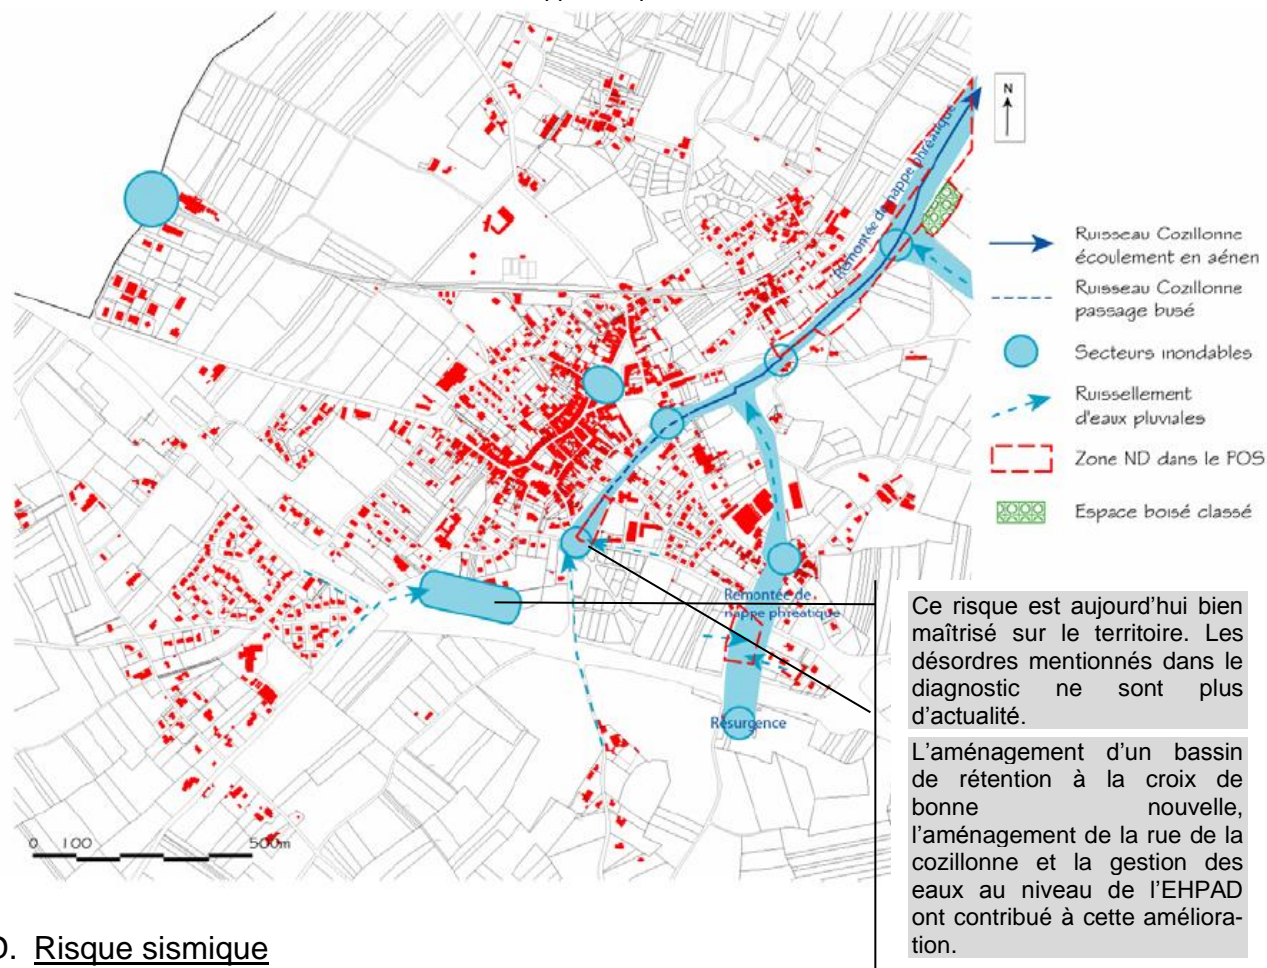 N
Remontée de nappe phréatique
Ruisseau Cozillonne
écoulement en aénen
Ruisseau Cozillonne
passage busé
Secteurs inondables
Ruissellement
d'eaux pluviales
Zone ND dans le POS
Espace boisé classé
Remontée de
nappe phréatique
Résurgence
0 100 500m
Ce risque est aujourd’hui bien
maîtrisé sur le territoire. Les
désordres mentionnés dans le
diagnostic ne sont plus
d’actualité.
L’aménagement d’un bassin
de rétention à la croix de
bonne nouvelle,
l’aménagement de la rue de la
cozillonne et la gestion des
eaux au niveau de l’EHPAD
ont contribué à cette améliora-
tion.
Risque sismique